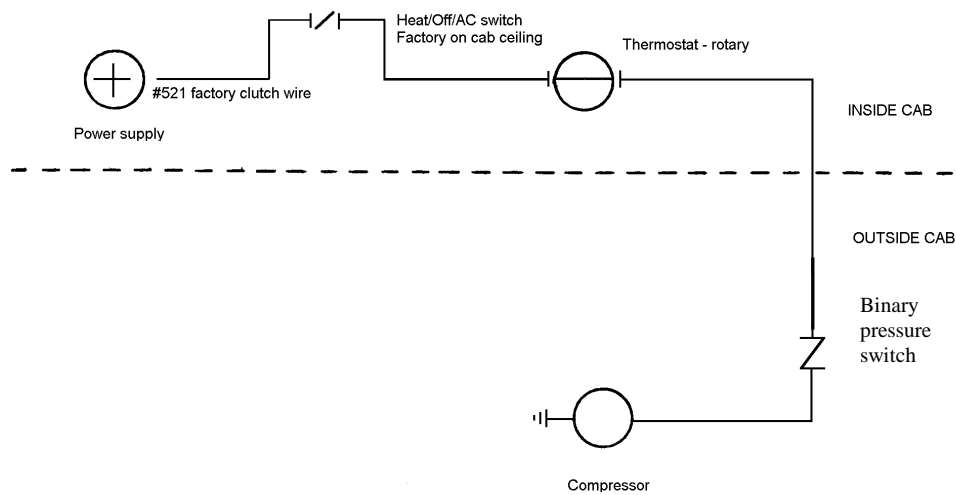 Heat/Off/AC switch
Factory on cab ceiling
Thermostat - rotary
#521 factory clutch wire
Power supply
INSIDE CAB
OUTSIDE CAB
Binary
pressure
switch
Compressor